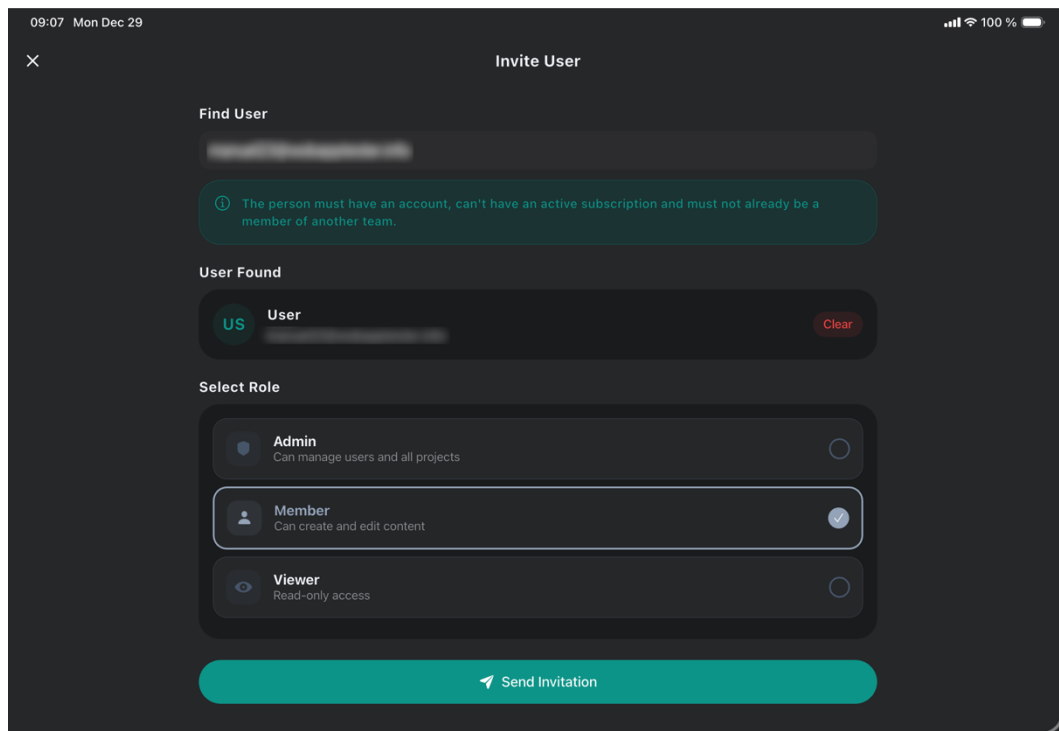 09:07 Mon Dec 29
100 %
Invite User
Find User
The person must have an account, can't have an active subscription and must not already be a
member of another team.
User Found
US
User
Clear
Select Role
Admin
Can manage users and all projects
Member
Can create and edit content
Viewer
Read-only access
Send Invitation